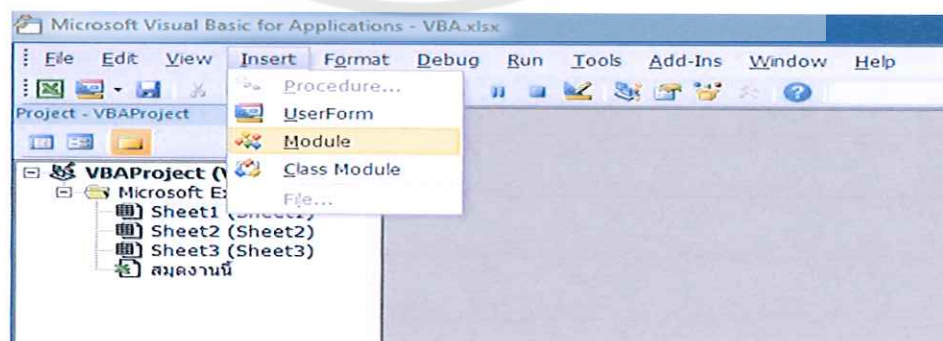 Microsoft Visual Basic for Applications - VBA.xlsx
File Edit View Insert Format Debug Run Tools Add-Ins Window Help
Procedure...
Project - VBAProject
UserForm
Module
VBAProject (
Class Module
Microsoft E
File...
Sheet1
Sheet2 (Sheet2)
Sheet3 (Sheet3)
สมุดงานนี้